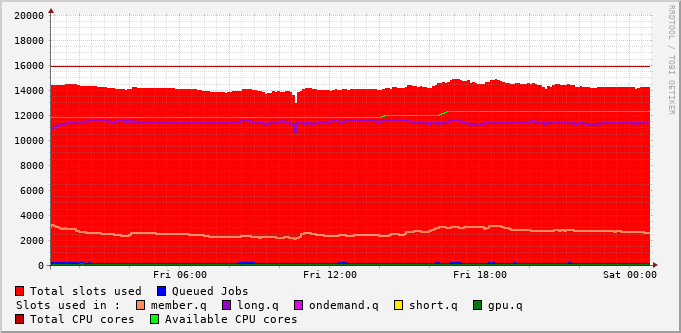 20000
18000
16000
14000
12000
10000
8000
6000
4000
2000
0
Fri 06:00 Fri 12:00 Fri 18:00 Sat 00:00
Total slots used Queued Jobs
Slots used in : member.q long.q ondemand.q short.q gpu.q
Total CPU cores Available CPU cores
RRDTOOL / TOBI OETIKER